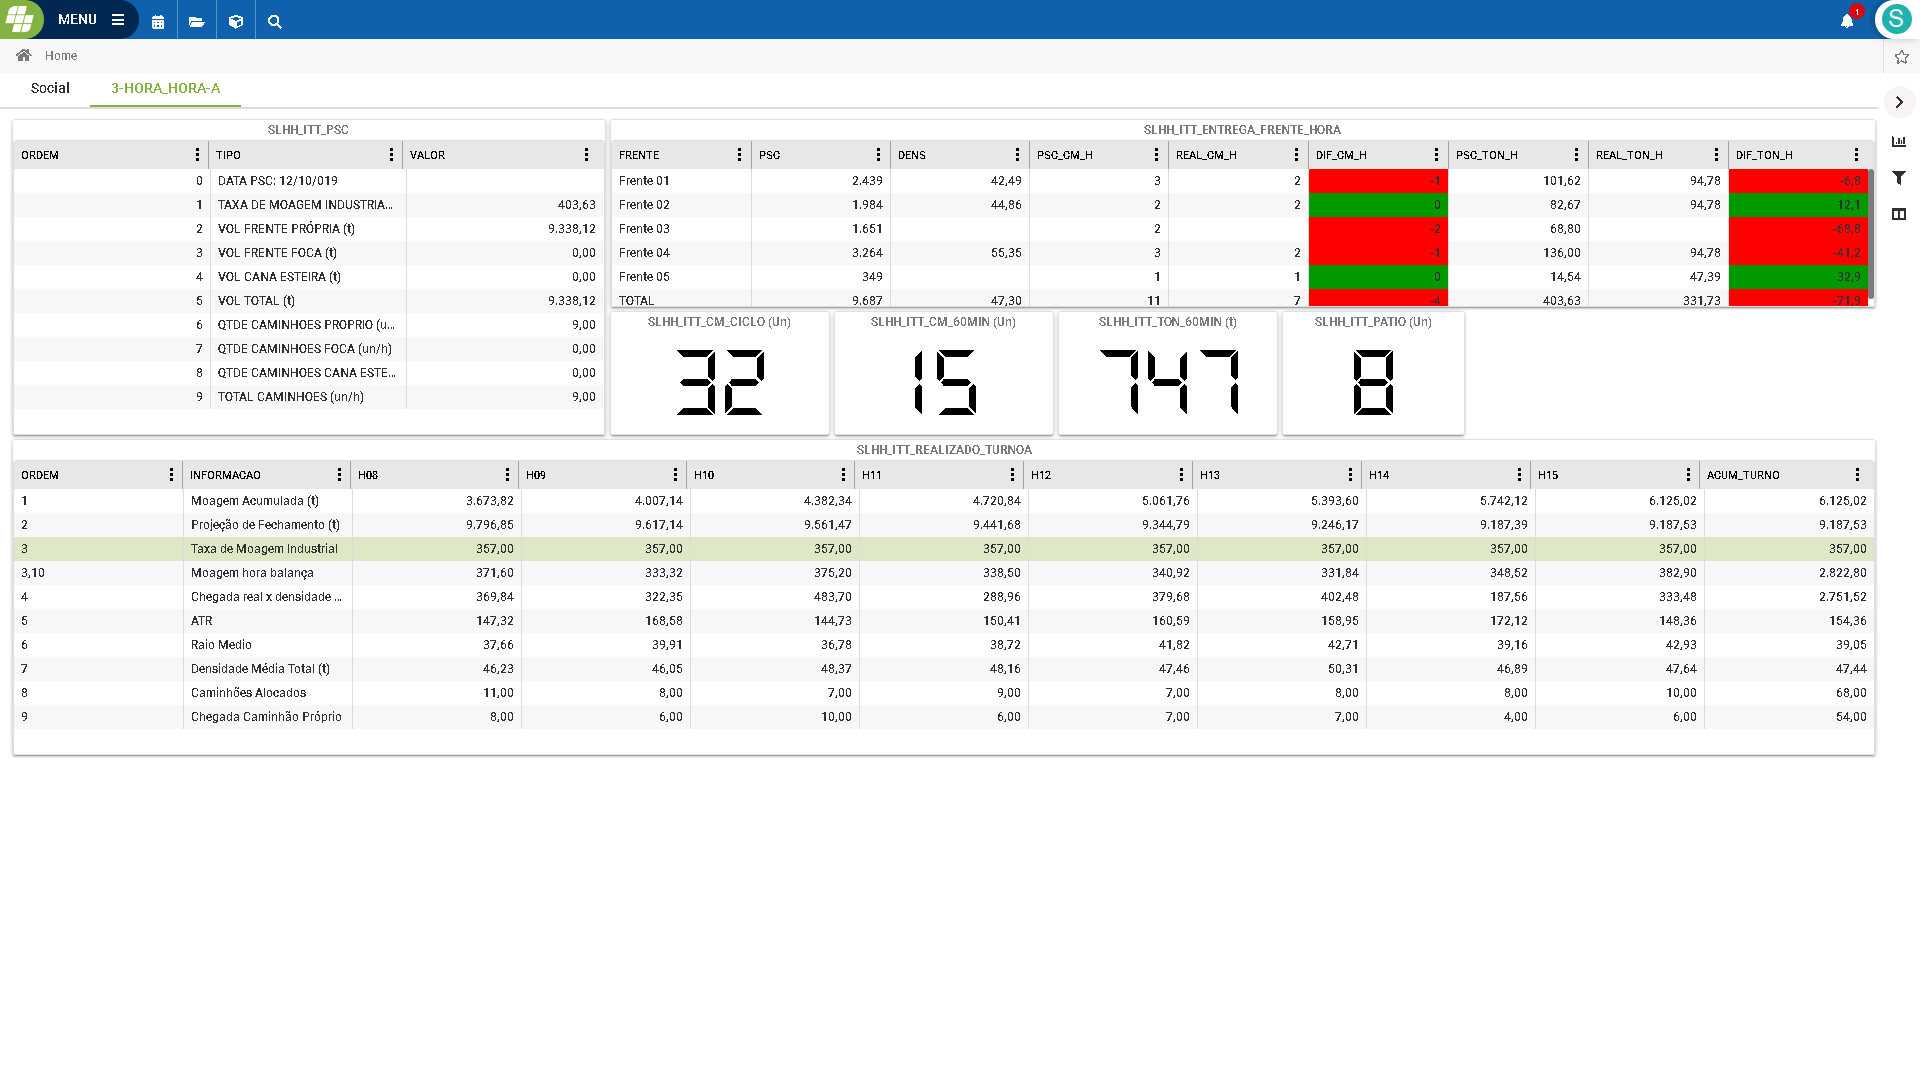 MENU
1
S
Home
Social 3-HORA_HORA-A
SLHH_ITT_PSC
ORDEM TIPO VALOR
0 DATA PSC: 12/10/019
1 TAXA DE MOAGEM INDUSTRIA... 403,63
2 VOL FRENTE PRÓPRIA (t) 9.338,12
3 VOL FRENTE FOCA (t) 0,00
4 VOL CANA ESTEIRA (t) 0,00
5 VOL TOTAL (t) 9.338,12
6 QTDE CAMINHOES PROPRIO (u... 9,00
7 QTDE CAMINHOES FOCA (un/h) 0,00
8 QTDE CAMINHOES CANA ESTE... 0,00
9 TOTAL CAMINHOES (un/h) 9,00
SLHH_ITT_ENTREGA_FRENTE_HORA
FRENTE PSC DENS PSC_CM_H REAL_CM_H DIF_CM_H PSC_TON_H REAL_TON_H DIF_TON_H
Frente 01 2.439 42,49 3 2 -1 101,62 94,78 -6,8
Frente 02 1.984 44,86 2 2 0 82,67 94,78 12,1
Frente 03 1.651 2 -2 68,80 -68,8
Frente 04 3.264 55,35 3 2 -1 136,00 94,78 -41,2
Frente 05 349 1 1 0 14,54 47,39 32,9
TOTAL 9.687 47,30 11 7 -4 403,63 331,73 -71,9
SLHH_ITT_CM_CICLO (Un)
32
SLHH_ITT_CM_60MIN (Un)
15
SLHH_ITT_TON_60MIN (t)
747
SLHH_ITT_PATIO (Un)
8
SLHH_ITT_REALIZADO_TURNOA
ORDEM INFORMACAO H08 H09 H10 H11 H12 H13 H14 H15 ACUM_TURNO
1 Moagem Acumulada (t) 3.673,82 4.007,14 4.382,34 4.720,84 5.061,76 5.393,60 5.742,12 6.125,02 6.125,02
2 Projeção de Fechamento (t) 9.796,85 9.617,14 9.561,47 9.441,68 9.344,79 9.246,17 9.187,39 9.187,53 9.187,53
3 Taxa de Moagem Industrial 357,00 357,00 357,00 357,00 357,00 357,00 357,00 357,00 357,00
3,10 Moagem hora balança 371,60 333,32 375,20 338,50 340,92 331,84 348,52 382,90 2.822,80
4 Chegada real x densidade ... 369,84 322,35 483,70 288,96 379,68 402,48 187,56 333,48 2.751,52
5 ATR 147,32 168,58 144,73 150,41 160,59 158,95 172,12 148,36 154,36
6 Raio Medio 37,66 39,91 36,78 38,72 41,82 42,71 39,16 42,93 39,05
7 Densidade Média Total (t) 46,23 46,05 48,37 48,16 47,46 50,31 46,89 47,64 47,44
8 Caminhões Alocados 11,00 8,00 7,00 9,00 7,00 8,00 8,00 10,00 68,00
9 Chegada Caminhão Próprio 8,00 6,00 10,00 6,00 7,00 7,00 4,00 6,00 54,00